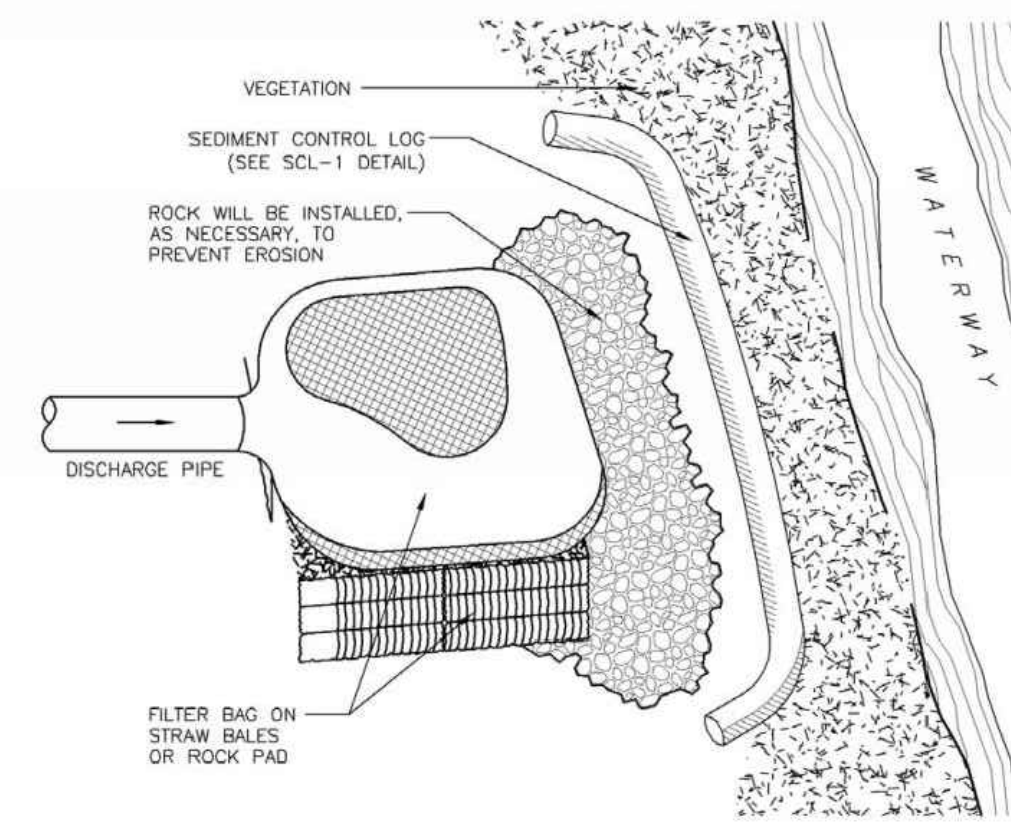 VEGETATION
SEDIMENT CONTROL LOG
(SEE SCL-1 DETAIL)
ROCK WILL BE INSTALLED,
AS NECESSARY, TO
PREVENT EROSION
WATERWAY
DISCHARGE PIPE
FILTER BAG ON
STRAW BALES
OR ROCK PAD